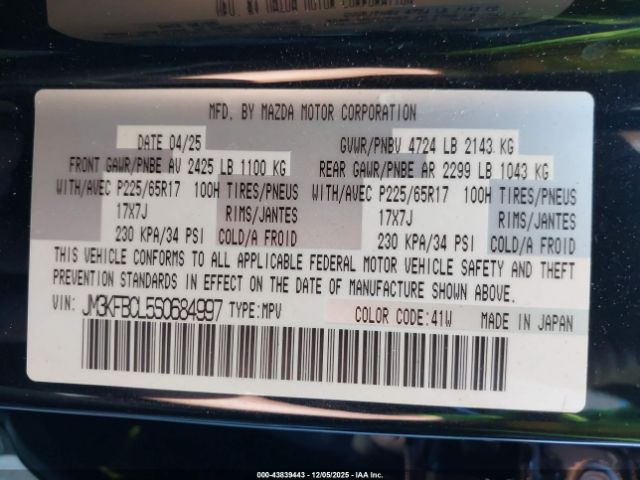 MFD. BY MAZDA MOTOR CORPORATION
MFD. BY MAZDA MOTOR CORPORATION
DATE 04/25 GVWR/PNBV 4724 LB 2143 KG
FRONT GAWR/PNBE AV 2425 LB 1100 KG REAR GAWR/PNBE AR 2299 LB 1043 KG
WITH/AVEC P225/65R17 100H TIRES/PNEUS WITH/AVEC P225/65R17 100H TIRES/PNEUS
17X7J RIMS/JANTES 17X7J RIMS/JANTES
230 KPA/34 PSI COLD/A FROID 230 KPA/34 PSI COLD/A FROID
THIS VEHICLE CONFORMS TO ALL APPLICABLE FEDERAL MOTOR VEHICLE SAFETY AND THEFT
PREVENTION STANDARDS IN EFFECT ON THE DATE OF MANUFACTURE SHOWN ABOVE.
VIN: JM3KFBCL5S0684997 TYPE:MPV COLOR CODE:41W MADE IN JAPAN
000-43839443 - 12/05/2025 - IAA Inc.